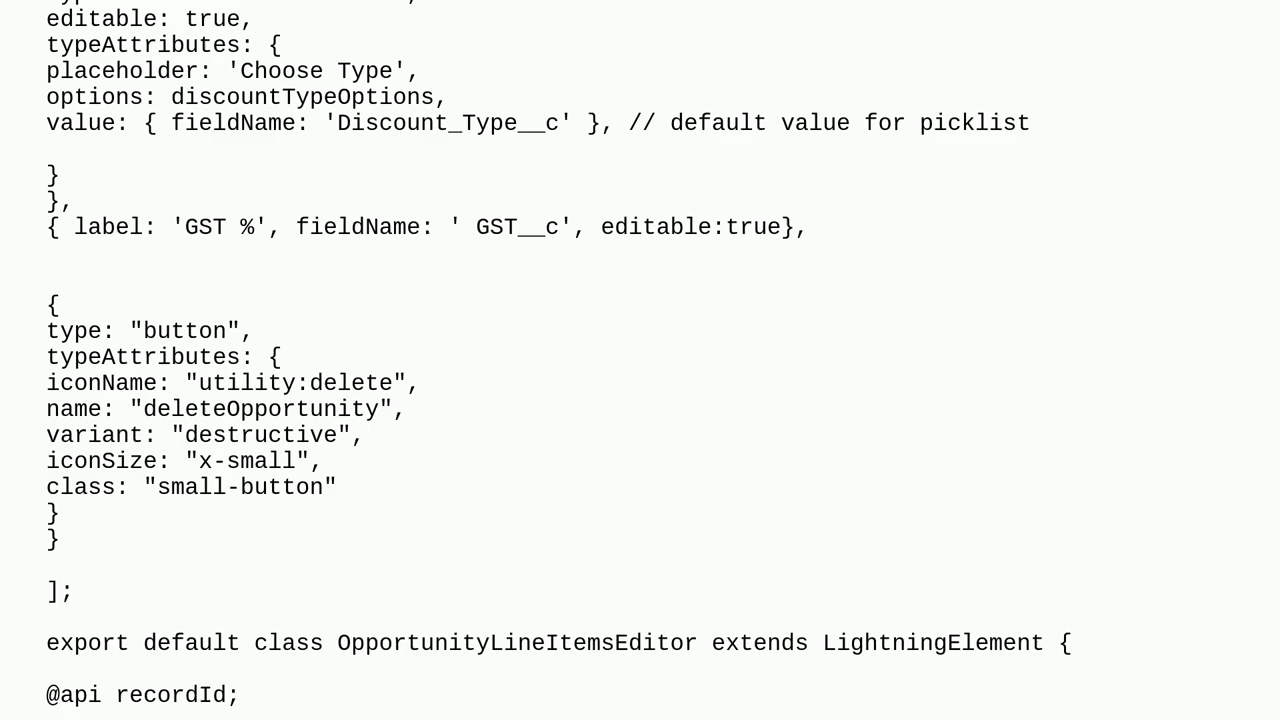 editable: true,
typeAttributes: {
placeholder: 'Choose Type',
options: discountTypeOptions,
value: { fieldName: 'Discount_Type__c' }, // default value for picklist
}
},
{ label: 'GST %', fieldName: ' GST__c', editable:true},
{
type: "button",
typeAttributes: {
iconName: "utility:delete",
name: "deleteOpportunity",
variant: "destructive",
iconSize: "x-small",
class: "small-button"
}
}
];
export default class OpportunityLineItemsEditor extends LightningElement {
@api recordId;